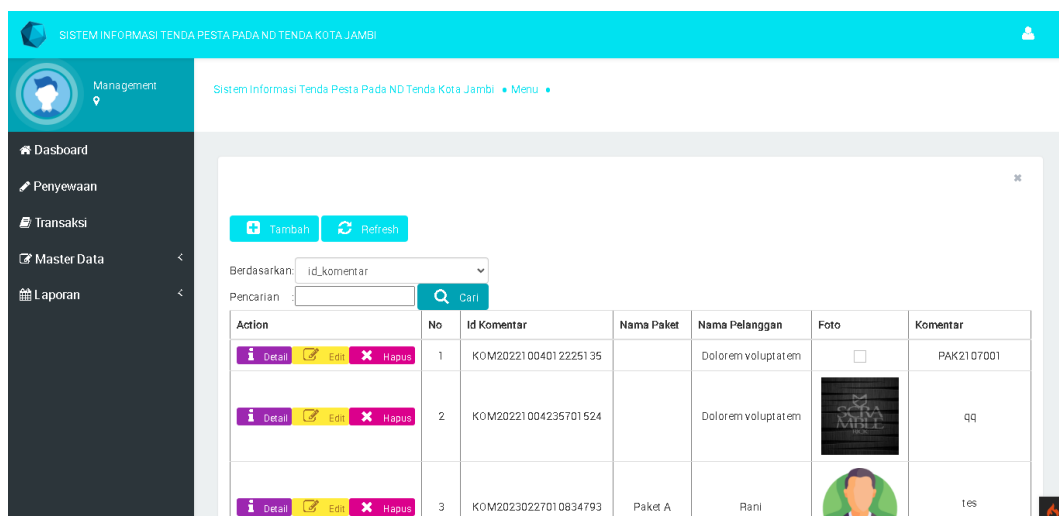 SISTEM INFORMASI TENDA PESTA PADA ND TENDA KOTA JAMBI
Management
Sistem Informasi Tenda Pesta Pada ND Tenda Kota Jambi • Menu •
Dasboard
Penyewaan
Transaksi
Master Data
Laporan
Tambah Refresh
Berdasarkan: id_komentar
Pencarian : Cari
Action No Id Komentar Nama Paket Nama Pelanggan Foto Komentar
Detail Edit Hapus 1 KOM20221004012225135 Dolorem voluptatem PAK2107001
Detail Edit Hapus 2 KOM20221004235701524 Dolorem voluptatem SCRAMBLE qq
Detail Edit Hapus 3 KOM20230227010834793 Paket A Rani tes